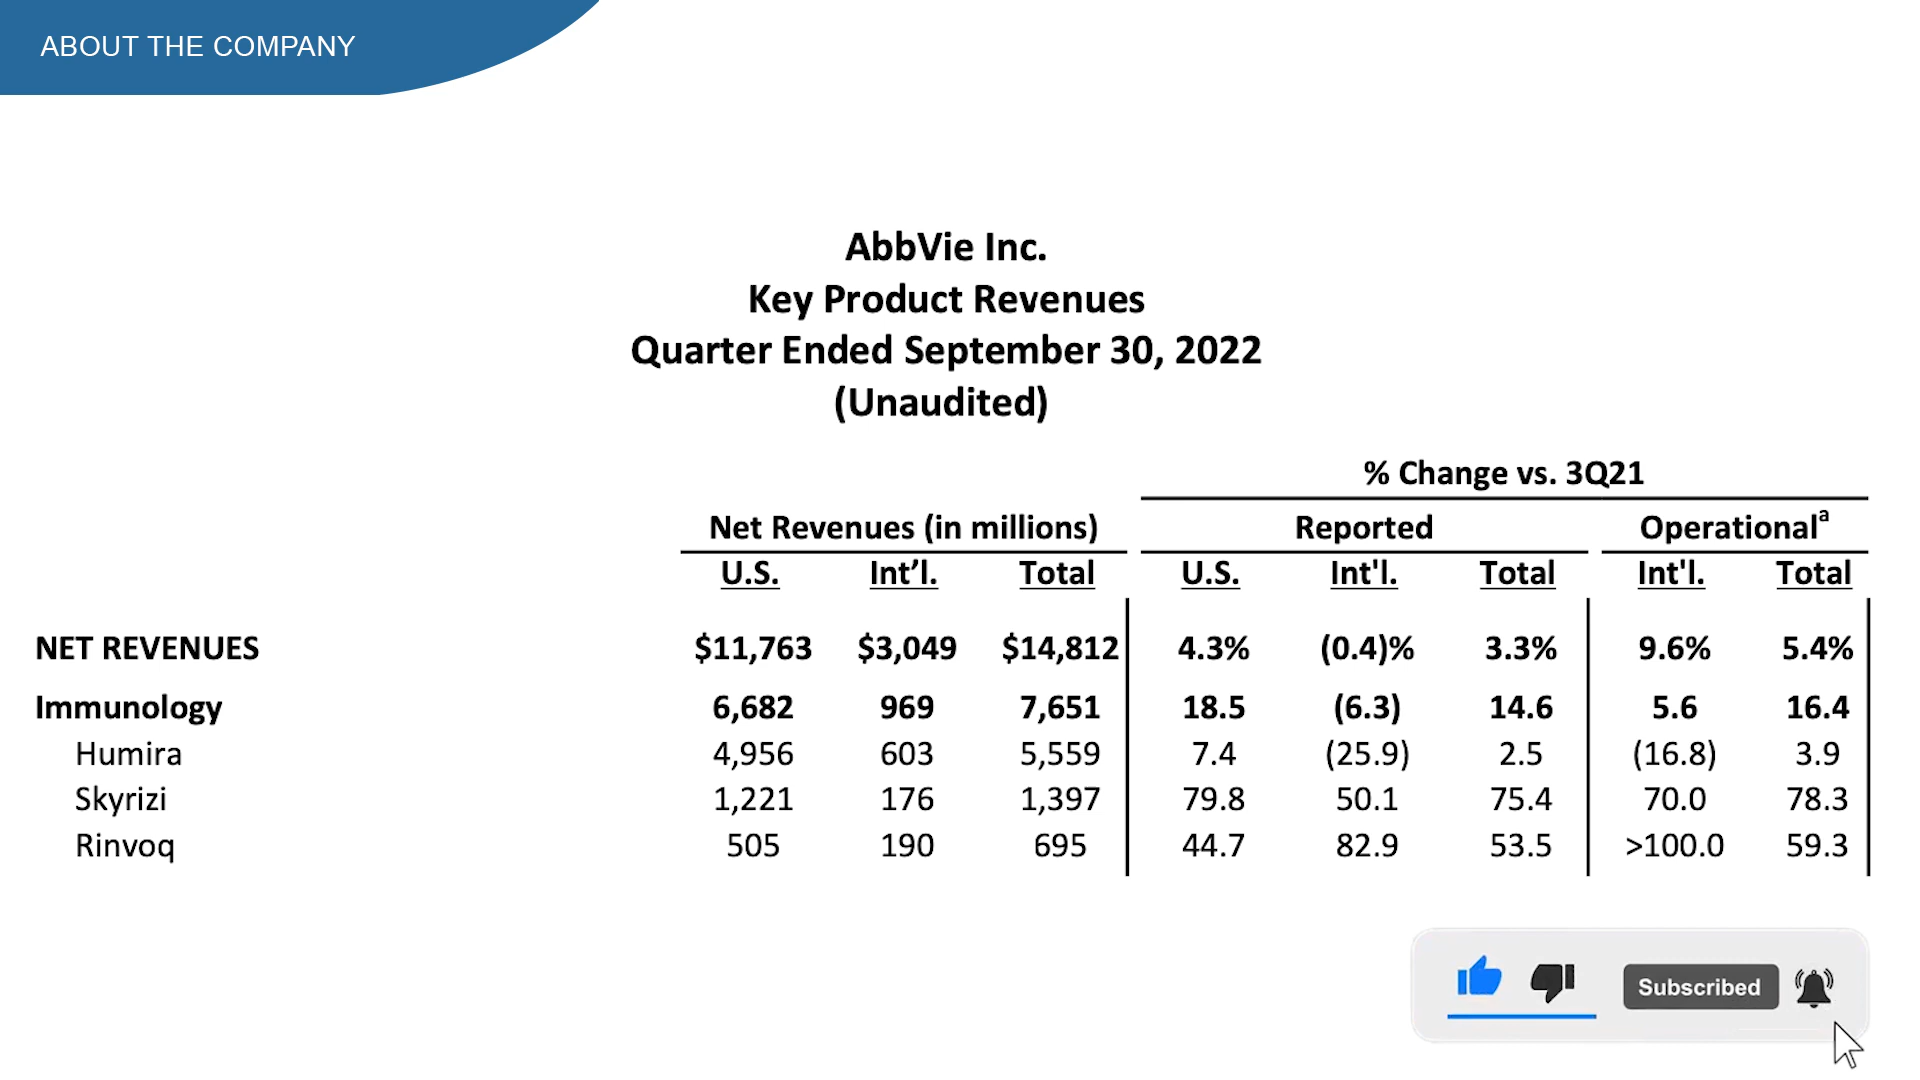 ABOUT THE COMPANY
AbbVie Inc.
Key Product Revenues
Quarter Ended September 30, 2022
(Unaudited)
% Change vs. 3Q21
Net Revenues (in millions) Reported Operationalª
U.S. Int’l. Total U.S. Int'l. Total Int'l. Total
NET REVENUES $11,763 $3,049 $14,812 4.3% (0.4)% 3.3% 9.6% 5.4%
Immunology 6,682 969 7,651 18.5 (6.3) 14.6 5.6 16.4
Humira 4,956 603 5,559 7.4 (25.9) 2.5 (16.8) 3.9
Skyrizi 1,221 176 1,397 79.8 50.1 75.4 70.0 78.3
Rinvoq 505 190 695 44.7 82.9 53.5 >100.0 59.3
Subscribed